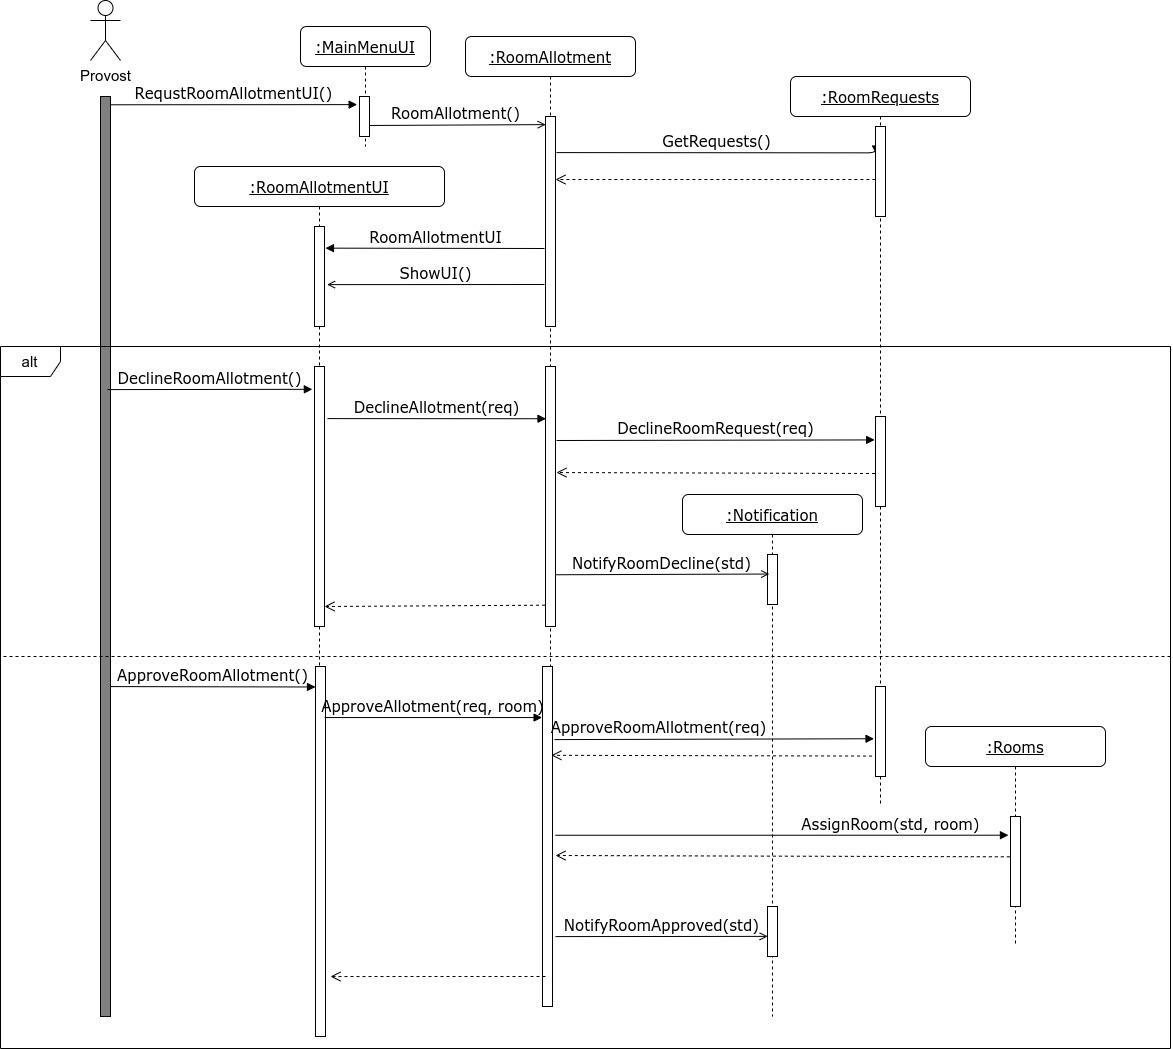 :MainMenuUI
:RoomAllotment
Provost
RequstRoomAllotmentUI()
:RoomRequests
RoomAllotment()
GetRequests()
:RoomAllotmentUI
RoomAllotmentUI
ShowUI()
alt
DeclineRoomAllotment()
DeclineAllotment(req)
DeclineRoomRequest(req)
:Notification
NotifyRoomDecline(std)
ApproveRoomAllotment()
ApproveAllotment(req, room)
ApproveRoomAllotment(req)
:Rooms
AssignRoom(std, room)
NotifyRoomApproved(std)